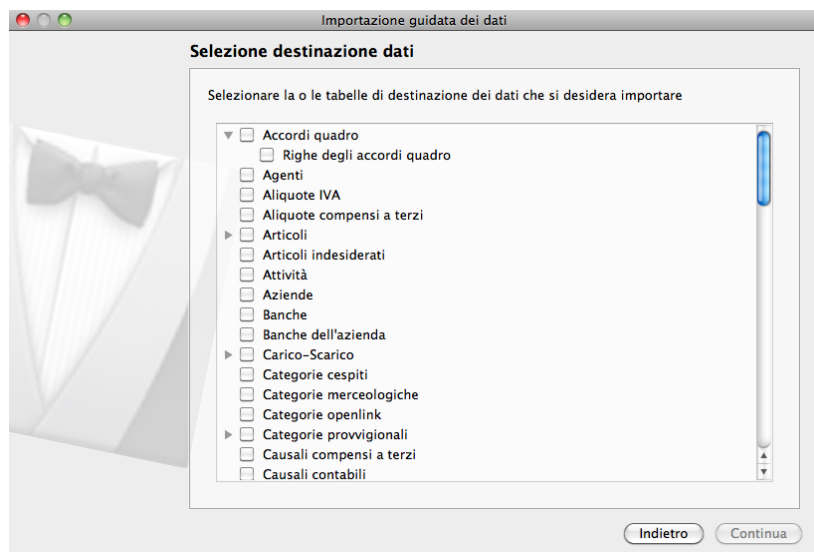 Importazione guidata dei dati
Selezione destinazione dati
Selezionare la o le tabelle di destinazione dei dati che si desidera importare
Accordi quadro
Righe degli accordi quadro
Agenti
Aliquote IVA
Aliquote compensi a terzi
Articoli
Articoli indesiderati
Attività
Aziende
Banche
Banche dell'azienda
Carico-Scarico
Categorie cespiti
Categorie merceologiche
Categorie openlink
Categorie provvigionali
Causali compensi a terzi
Causali contabili
Indietro
Continua